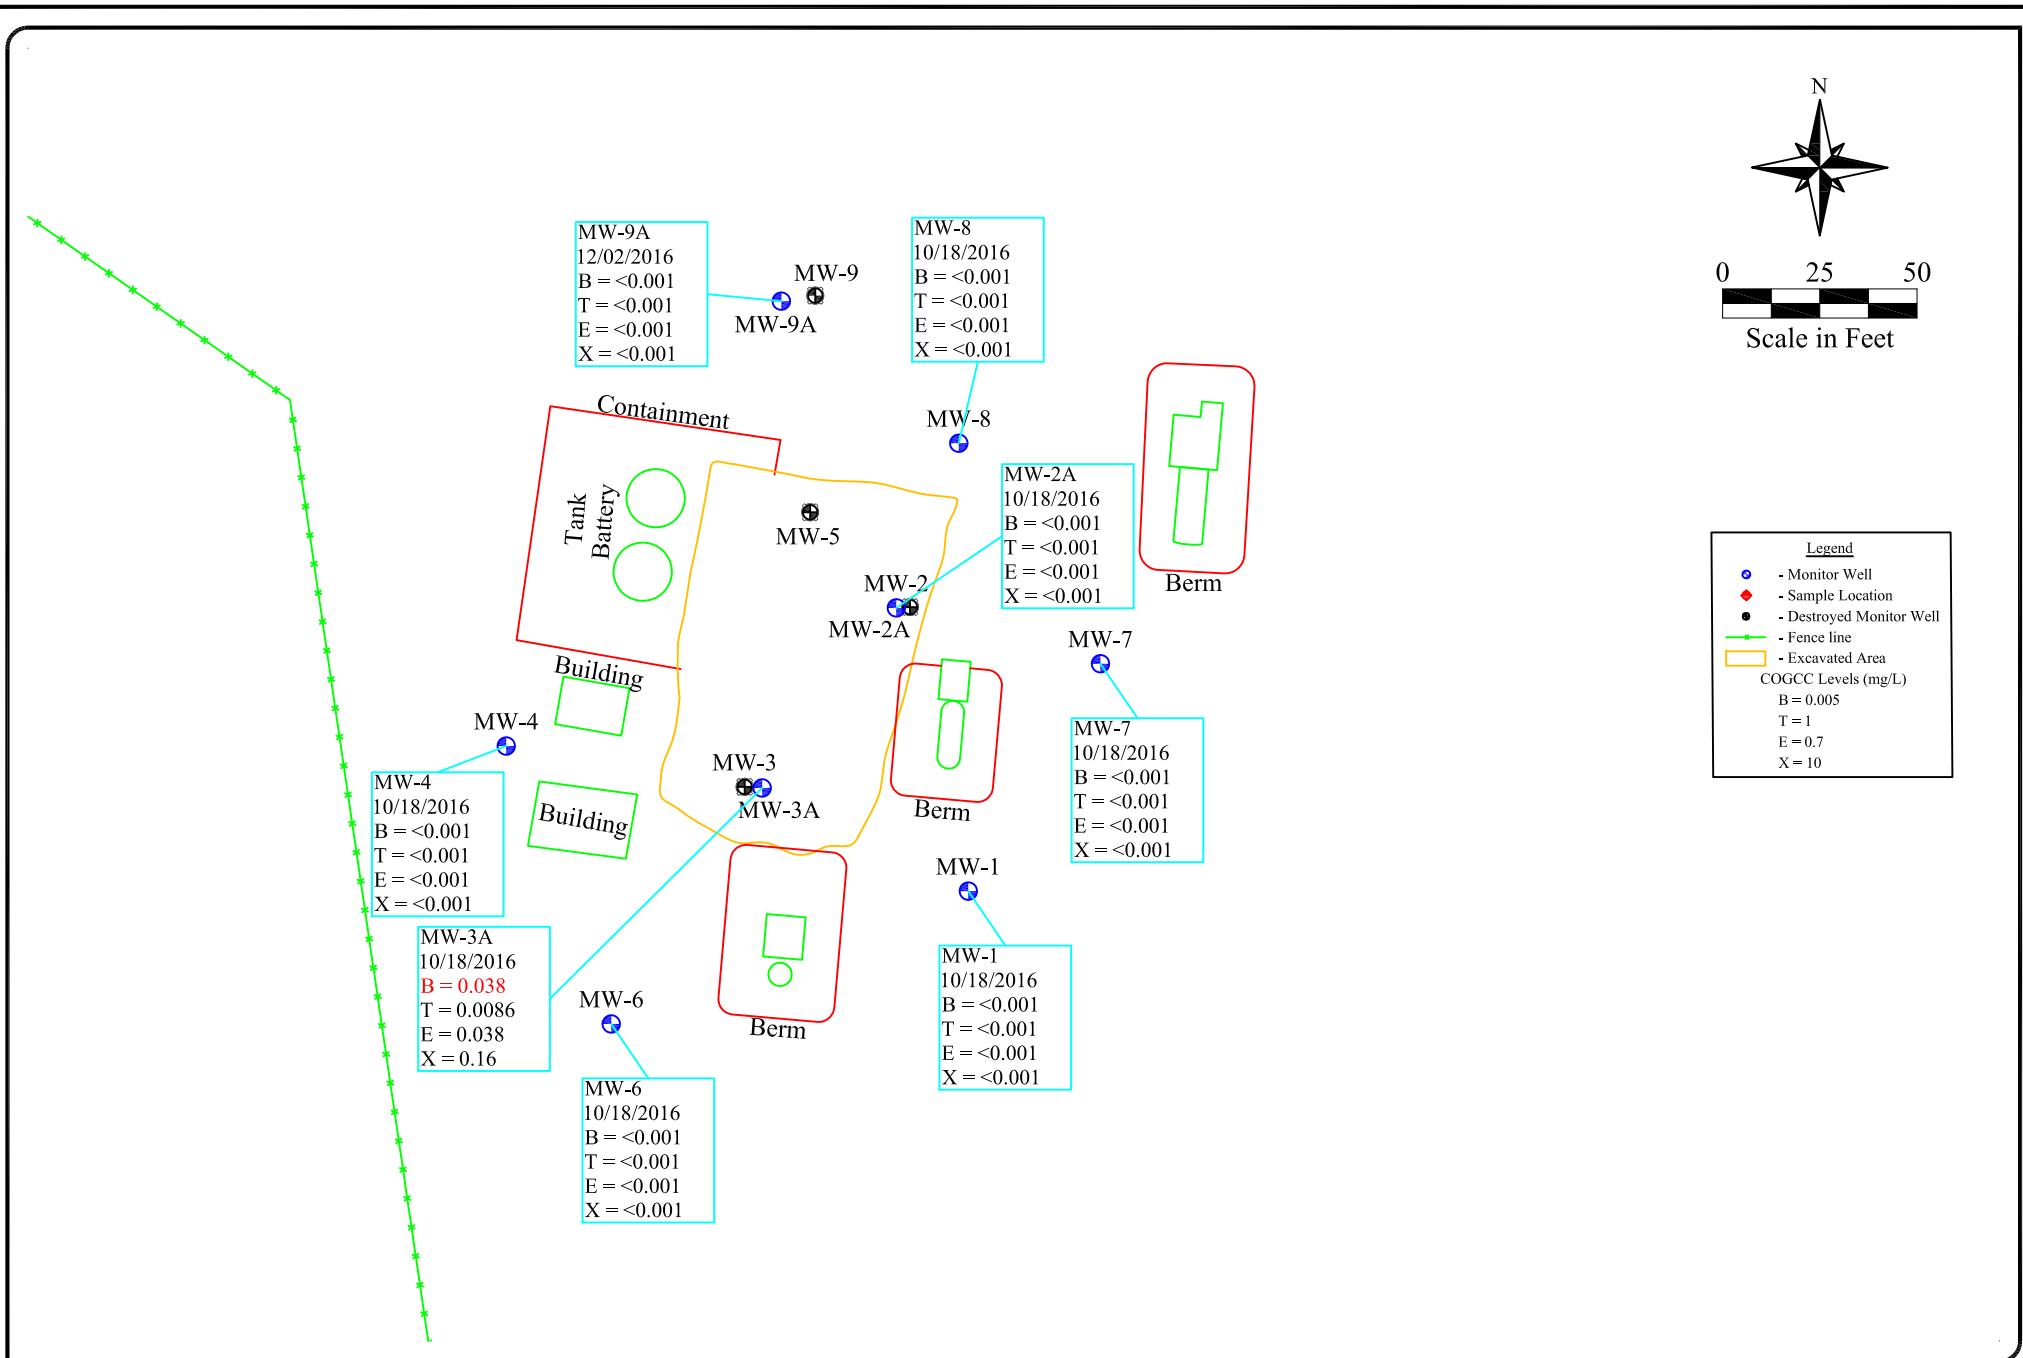 N
0 25 50
Scale in Feet
MW-9A
12/02/2016
B = <0.001
T = <0.001
E = <0.001
X = <0.001
MW-9
MW-9A
MW-8
10/18/2016
B = <0.001
T = <0.001
E = <0.001
X = <0.001
MW-8
Containment
Tank
Battery
MW-5
MW-2A
10/18/2016
B = <0.001
T = <0.001
E = <0.001
X = <0.001
MW-2
MW-2A
Berm
Legend
- Monitor Well
- Sample Location
- Destroyed Monitor Well
- Fence line
- Excavated Area
COGCC Levels (mg/L)
B = 0.005
T = 1
E = 0.7
X = 10
MW-7
MW-7
10/18/2016
B = <0.001
T = <0.001
E = <0.001
X = <0.001
Building
MW-4
MW-4
10/18/2016
B = <0.001
T = <0.001
E = <0.001
X = <0.001
Building
MW-3
MW-3A
Berm
MW-1
MW-1
10/18/2016
B = <0.001
T = <0.001
E = <0.001
X = <0.001
MW-3A
10/18/2016
B = 0.038
T = 0.0086
E = 0.038
X = 0.16
Berm
MW-6
MW-6
10/18/2016
B = <0.001
T = <0.001
E = <0.001
X = <0.001